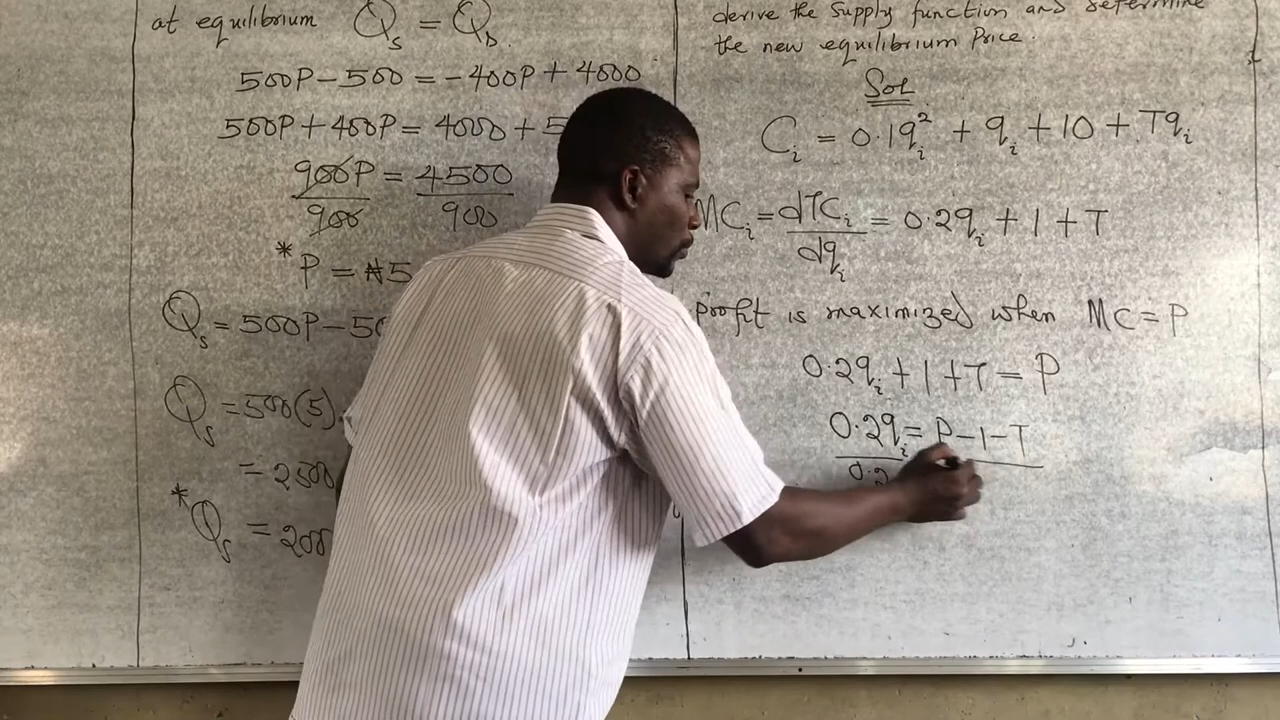 at equilibrium Qs = QD.
500P - 500 = -400P + 4000
500P + 400P = 4000 + 5
900P = 4500
900 900
*P = ₦5
Qs = 500P - 50
Qs = 500(5)
= 2500
*Qs = 200
derive the supply function and determine
the new equilibrium Price.
Sol
Ci = 0.1qi² + qi + 10 + Tqi
MCi = dTCi = 0.2qi + 1 + T
dqi
profit is maximized when MC = P
0.2qi + 1 + T = P
0.2qi = P - 1 - T
0.2